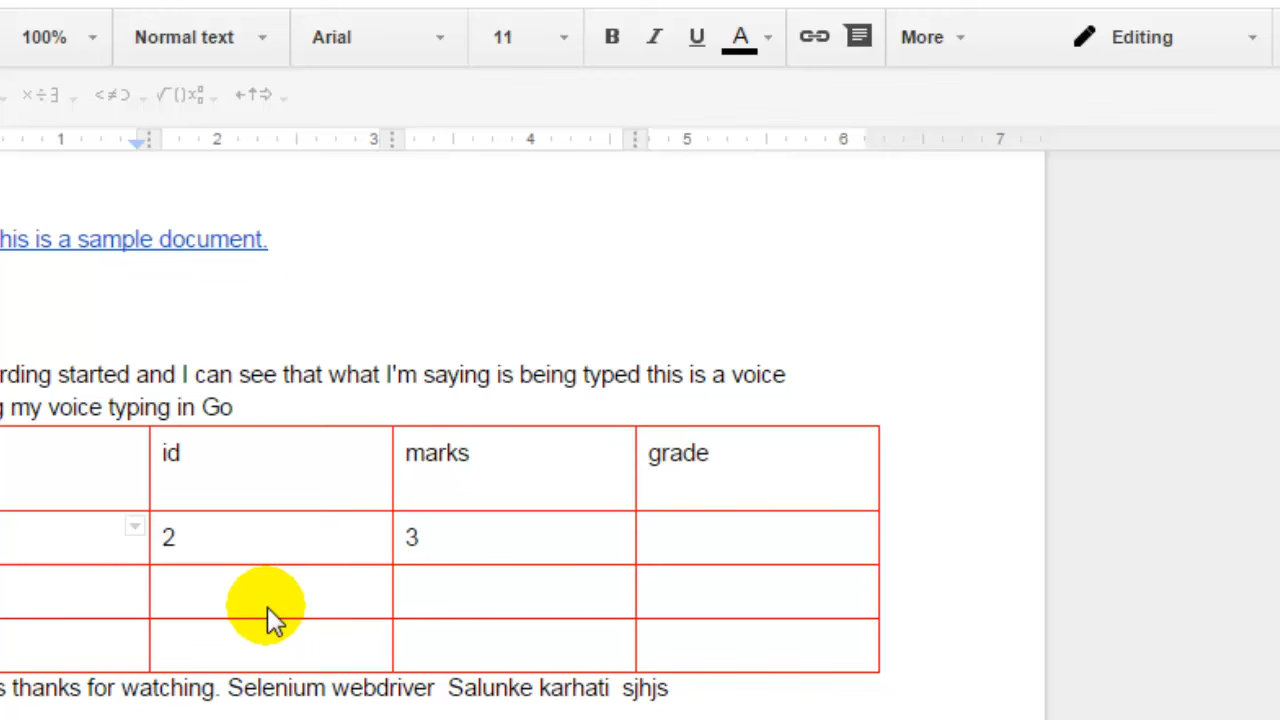 100% Normal text Arial 11 B I U A More Editing
1 2 3 4 5 6 7
his is a sample document.
rding started and I can see that what I'm saying is being typed this is a voice
g my voice typing in Go
id marks grade
2 3
s thanks for watching. Selenium webdriver Salunke karhati sjhjs